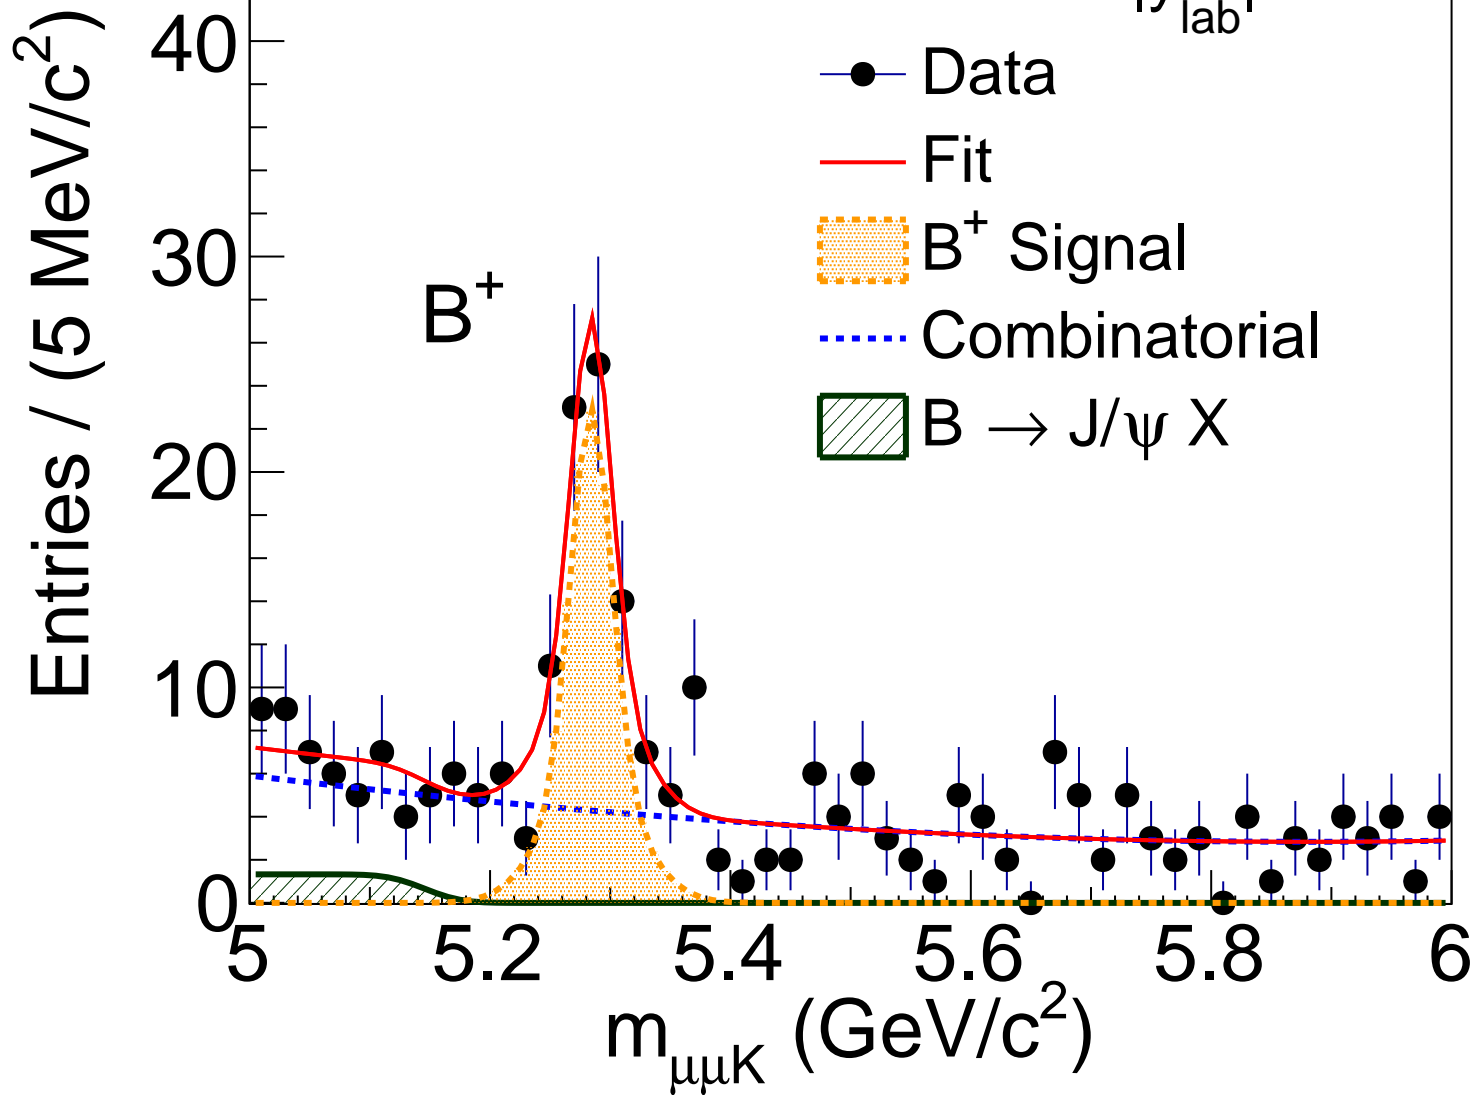 |y_lab|
Entries / (5 MeV/c²)
40
30
20
10
0
Data
Fit
B⁺ Signal
Combinatorial
B → J/ψ X
B⁺
5 5.2 5.4 5.6 5.8 6
m_μμK (GeV/c²)